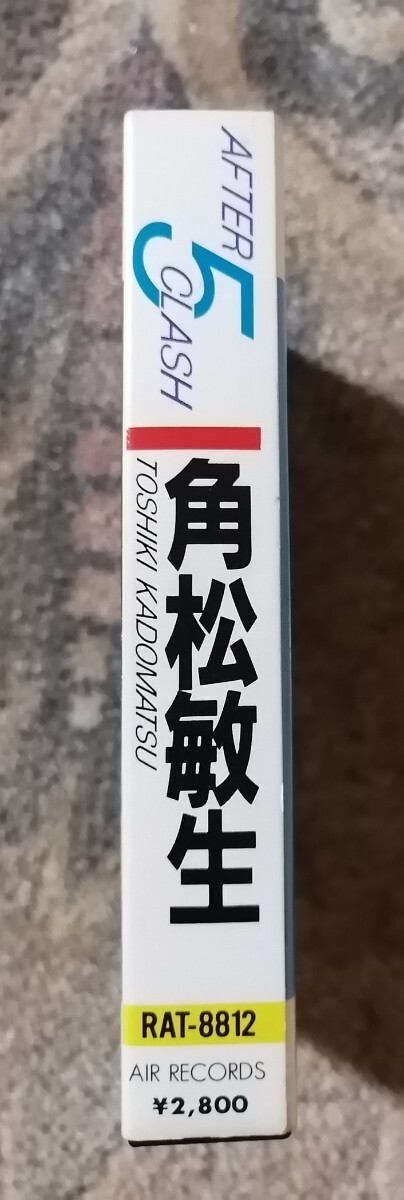 AFTER
5
CLASH
角松敏生
TOSHIKI KADOMATSU
RAT-8812
AIR RECORDS
¥2,800